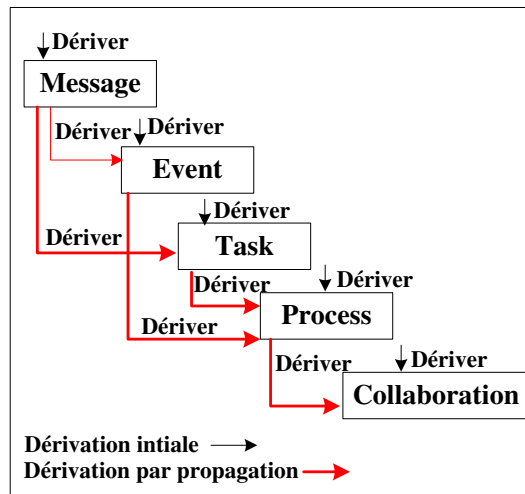 Dériver
Message
Dériver Dériver
Event
Dériver
Dériver
Task
Dériver Dériver
Process
Dériver
Dériver Dériver
Collaboration
Dérivation intiale
Dérivation par propagation